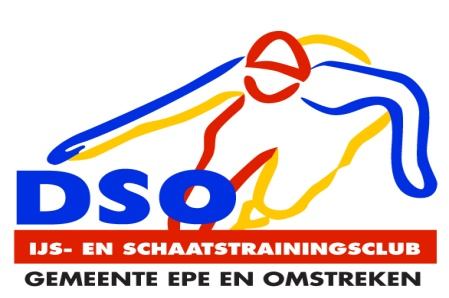 DSO
IJS- EN SCHAATSTRAININGSCLUB
GEMEENTE EPE EN OMSTREKEN